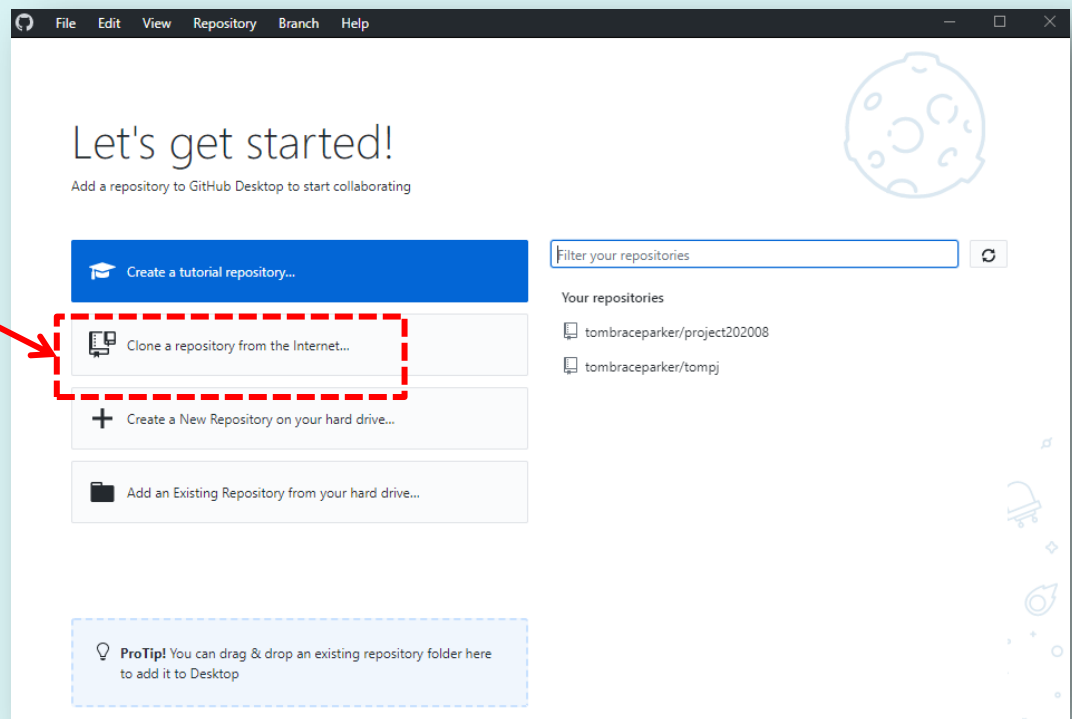 File Edit View Repository Branch Help
Let's get started!
Add a repository to GitHub Desktop to start collaborating
Create a tutorial repository...
Clone a repository from the Internet...
Create a New Repository on your hard drive...
Add an Existing Repository from your hard drive...
ProTip! You can drag & drop an existing repository folder here
to add it to Desktop
Filter your repositories
Your repositories
tombraceparker/project202008
tombraceparker/tompj